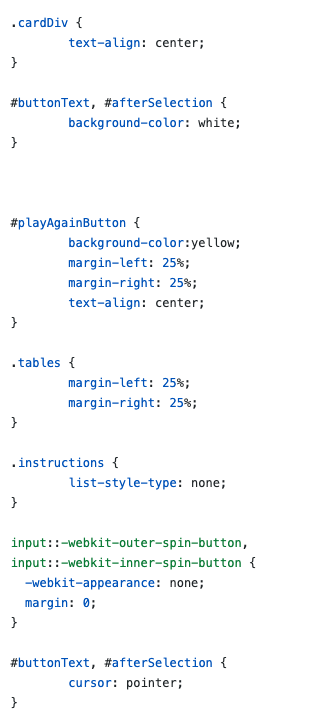 .cardDiv {
        text-align: center;
}

#buttonText, #afterSelection {
        background-color: white;
}

#playAgainButton {
        background-color:yellow;
        margin-left: 25%;
        margin-right: 25%;
        text-align: center;
}

.tables {
        margin-left: 25%;
        margin-right: 25%;
}

.instructions {
        list-style-type: none;
}

input::-webkit-outer-spin-button,
input::-webkit-inner-spin-button {
  -webkit-appearance: none;
  margin: 0;
}

#buttonText, #afterSelection {
        cursor: pointer;
}